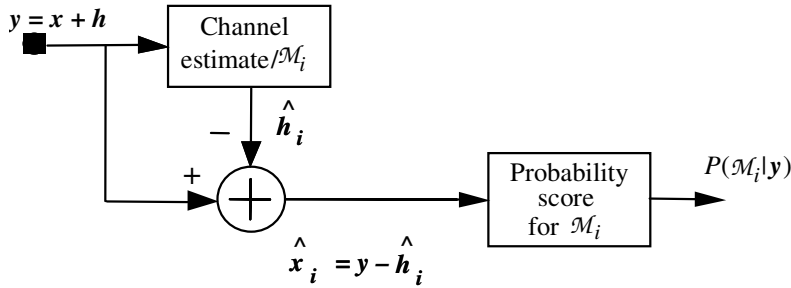 y = x + h
Channel
estimate/ℳi
− ĥi
+
Probability
score
for ℳi
P(ℳi|y)
x̂i = y − ĥi